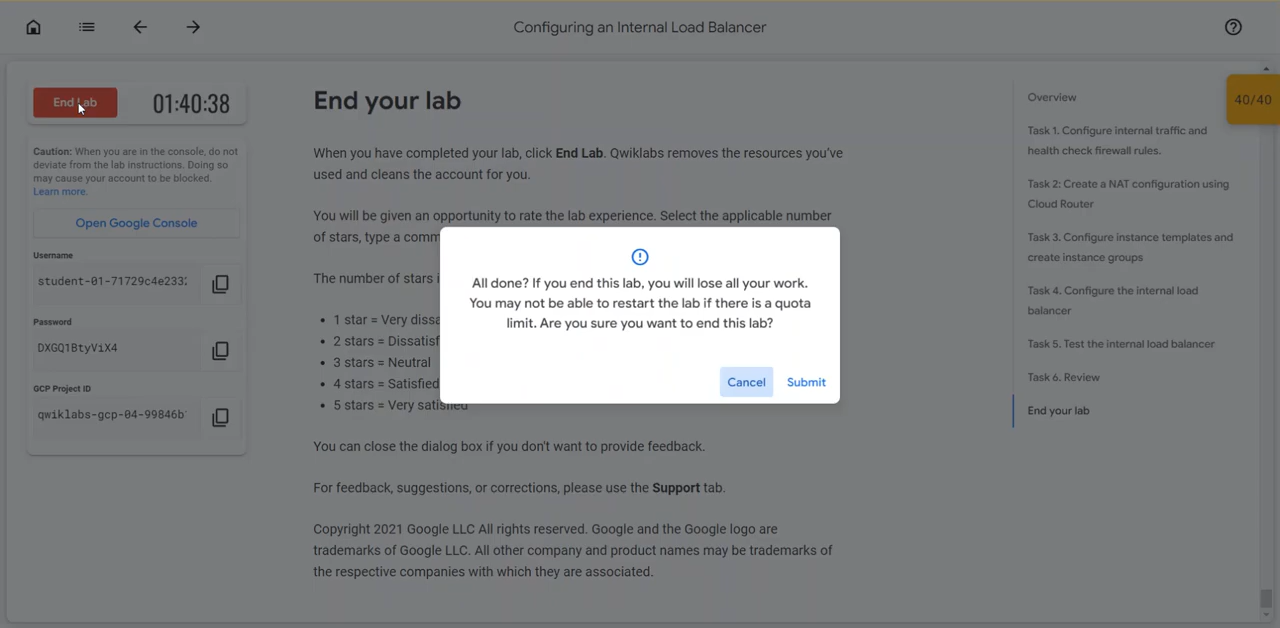 Configuring an Internal Load Balancer
End Lab
01:40:38
Caution: When you are in the console, do not
deviate from the lab instructions. Doing so
may cause your account to be blocked.
Learn more.
Open Google Console
Username
student-01-71729c4e233
Password
DXGQ1BtyViX4
GCP Project ID
qwiklabs-gcp-04-99846b
End your lab
When you have completed your lab, click End Lab. Qwiklabs removes the resources you've
used and cleans the account for you.
You will be given an opportunity to rate the lab experience. Select the applicable number
of stars, type a comm
The number of stars i
• 1 star = Very dissa
• 2 stars = Dissatisf
• 3 stars = Neutral
• 4 stars = Satisfied
• 5 stars = Very satisfied
You can close the dialog box if you don't want to provide feedback.
For feedback, suggestions, or corrections, please use the Support tab.
Copyright 2021 Google LLC All rights reserved. Google and the Google logo are
trademarks of Google LLC. All other company and product names may be trademarks of
the respective companies with which they are associated.
All done? If you end this lab, you will lose all your work.
You may not be able to restart the lab if there is a quota
limit. Are you sure you want to end this lab?
Cancel
Submit
40/40
Overview
Task 1. Configure internal traffic and
health check firewall rules.
Task 2: Create a NAT configuration using
Cloud Router
Task 3. Configure instance templates and
create instance groups
Task 4. Configure the internal load
balancer
Task 5. Test the internal load balancer
Task 6. Review
End your lab